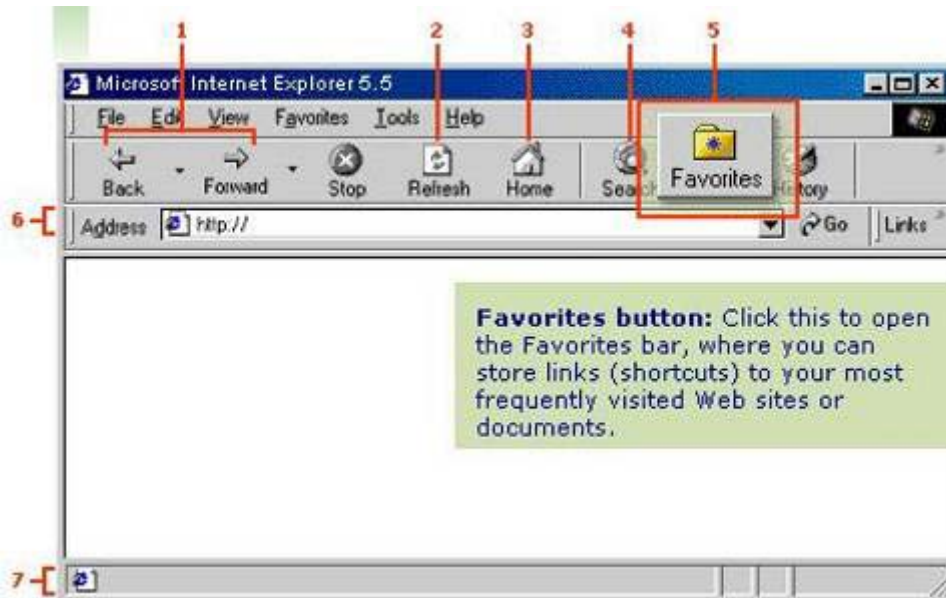 1 2 3 4 5
Microsoft Internet Explorer 5.5
File Edit View Favorites Tools Help
Back Forward Stop Refresh Home Search Favorites History
6
Address http:// Go Links
Favorites button: Click this to open
the Favorites bar, where you can
store links (shortcuts) to your most
frequently visited Web sites or
documents.
7